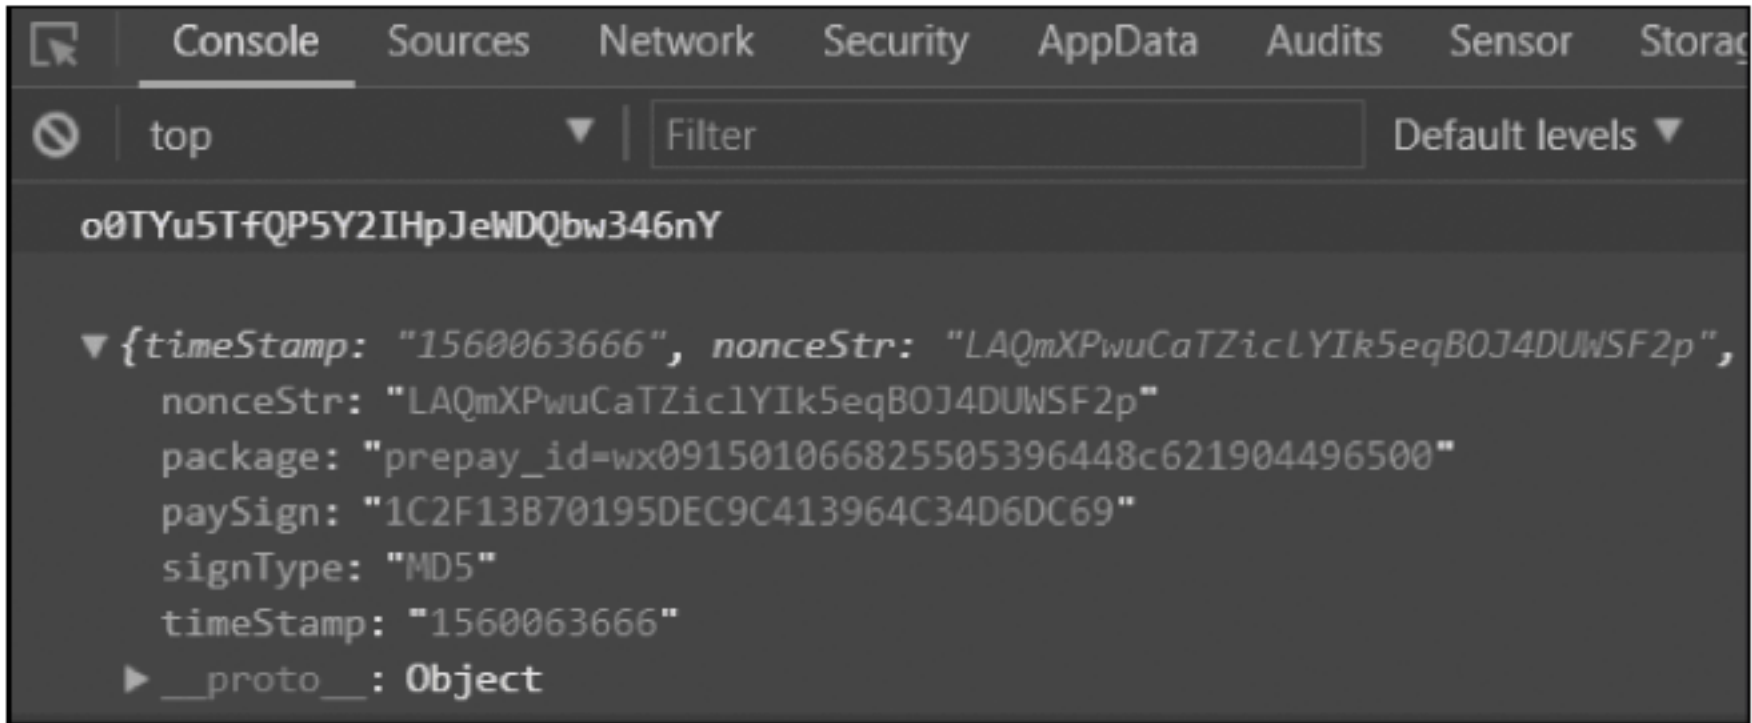 Console Sources Network Security AppData Audits Sensor Storag
top ▼ Filter Default levels ▼
o0TYu5TfQP5Y2IHpJeWDQbw346nY
▼ {timeStamp: "1560063666", nonceStr: "LAQmXPwuCaTZiclYIk5eqBOJ4DUWSF2p",
nonceStr: "LAQmXPwuCaTZiclYIk5eqBOJ4DUWSF2p"
package: "prepay_id=wx091501066825505396448c621904496500"
paySign: "1C2F13B70195DEC9C413964C34D6DC69"
signType: "MD5"
timeStamp: "1560063666"
▶ __proto__: Object